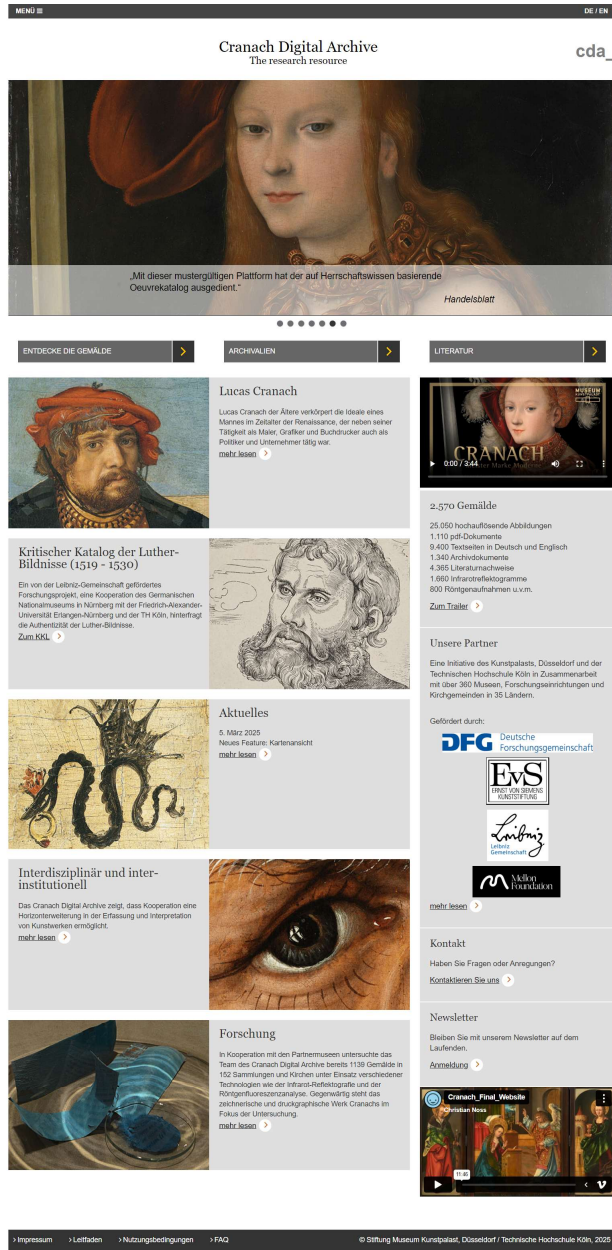 MENÜ
DE / EN
Cranach Digital Archive
The research resource
cda_
„Mit dieser mustergültigen Plattform hat der auf Herrschaftswissen basierende
Oeuvrekatalog ausgedient.“
Handelsblatt
ENTDECKE DIE GEMÄLDE
ARCHIVALIEN
LITERATUR
Lucas Cranach
Lucas Cranach der Ältere verkörpert die Ideale eines
Mannes im Zeitalter der Renaissance, der neben seiner
Tätigkeit als Maler, Grafiker und Buchdrucker auch als
Politiker und Unternehmer tätig war.
mehr lesen
Kritischer Katalog der Luther-
Bildnisse (1519 - 1530)
Ein von der Leibniz-Gemeinschaft gefördertes
Forschungsprojekt, eine Kooperation des Germanischen
Nationalmuseums in Nürnberg mit der Friedrich-Alexander-
Universität Erlangen-Nürnberg und der TH Köln, hinterfragt
die Authentizität der Luther-Bildnisse.
Zum KKL
Aktuelles
5. März 2025
Neues Feature: Kartenansicht
mehr lesen
Interdisziplinär und inter-
institutionell
Das Cranach Digital Archive zeigt, dass Kooperation eine
Horizonterweiterung in der Erfassung und Interpretation
von Kunstwerken ermöglicht.
mehr lesen
Forschung
In Kooperation mit den Partnermuseen untersuchte das
Team des Cranach Digital Archive bereits 1139 Gemälde in
152 Sammlungen und Kirchen unter Einsatz verschiedener
Technologien wie der Infrarot-Reflektografie und der
Röntgenfluoreszenzanalyse. Gegenwärtig steht das
zeichnerische und druckgraphische Werk Cranachs im
Fokus der Untersuchung.
mehr lesen
MUSEUM
KUNSTPALAST
CRANACH
Meister Marke Moderne
0:00 / 3:44
2.570 Gemälde
25.050 hochauflösende Abbildungen
1.110 pdf-Dokumente
9.400 Textseiten in Deutsch und Englisch
1.340 Archivdokumente
4.365 Literaturnachweise
1.660 Infrarotreflektogramme
800 Röntgenaufnahmen u.v.m.
Zum Trailer
Unsere Partner
Eine Initiative des Kunstpalasts, Düsseldorf und der
Technischen Hochschule Köln in Zusammenarbeit
mit über 360 Museen, Forschungseinrichtungen und
Kirchgemeinden in 35 Ländern.
Gefördert durch:
DFG Deutsche
Forschungsgemeinschaft
EvS
ERNST VON SIEMENS
KUNSTSTIFTUNG
Leibniz
Leibniz
Gemeinschaft
Mellon
Foundation
mehr lesen
Kontakt
Haben Sie Fragen oder Anregungen?
Kontaktieren Sie uns
Newsletter
Bleiben Sie mit unserem Newsletter auf dem
Laufenden.
Anmeldung
Cranach_Final_Website
Christian Noss
11:46
Impressum
Leitfaden
Nutzungsbedingungen
FAQ
© Stiftung Museum Kunstpalast, Düsseldorf / Technische Hochschule Köln, 2025